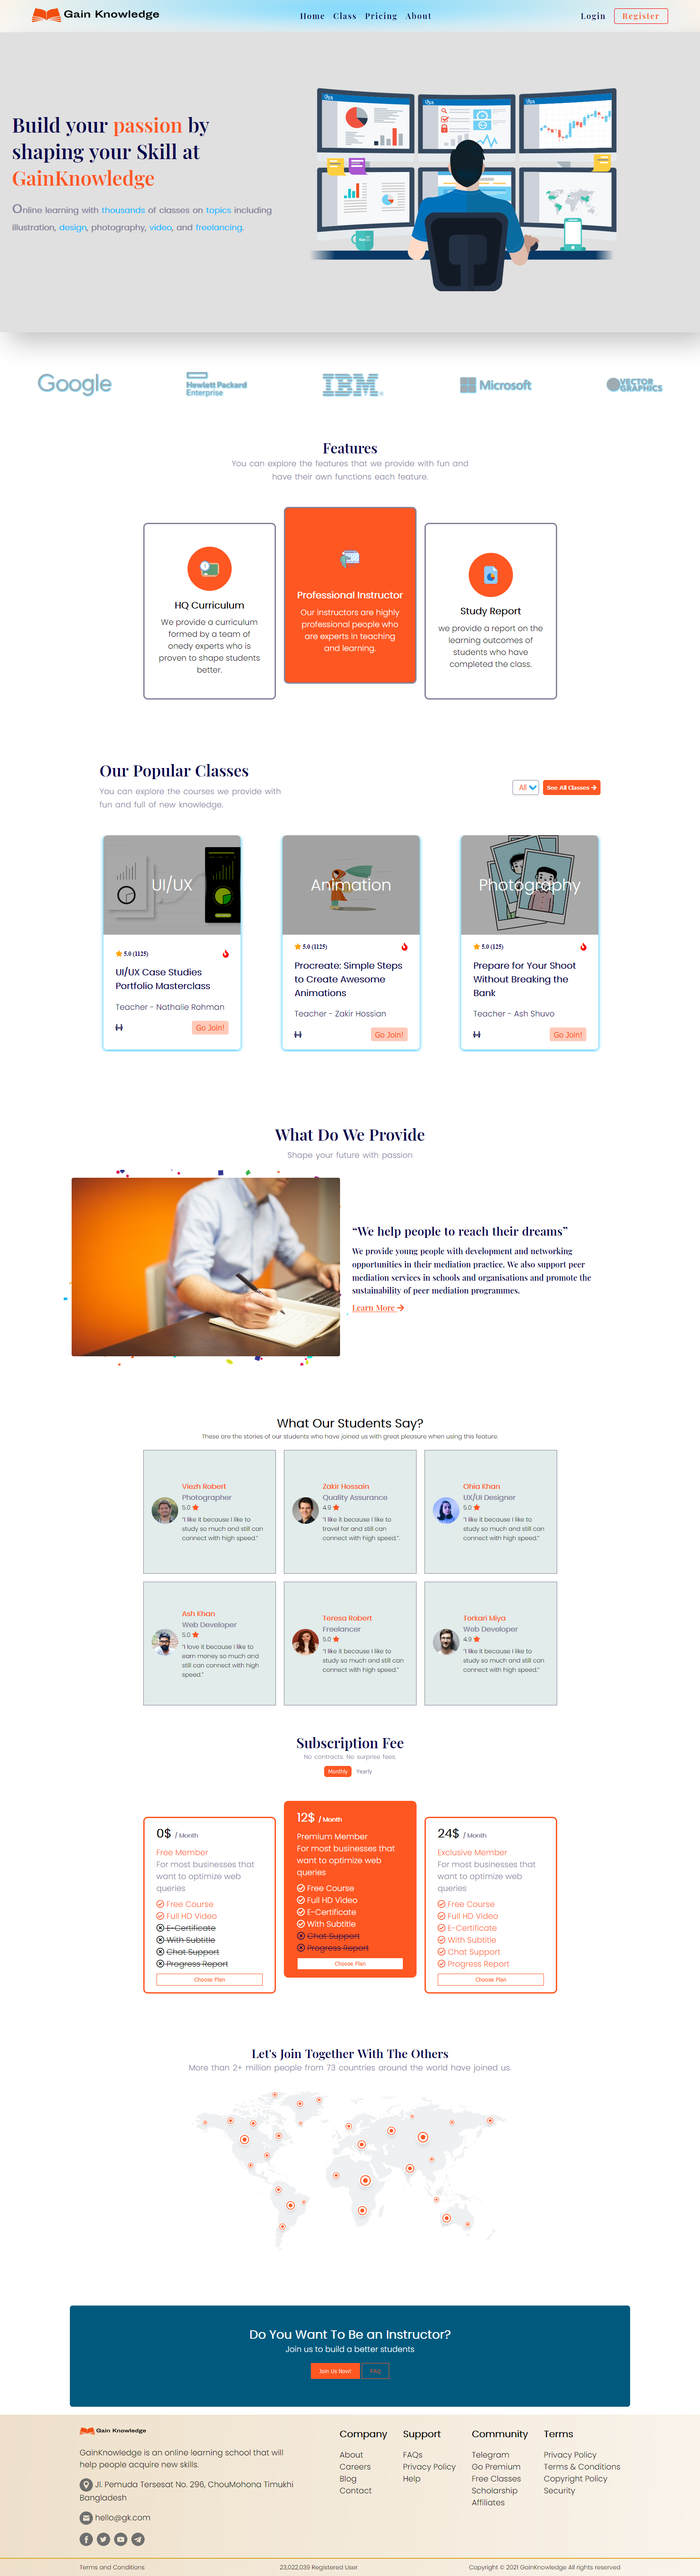 Gain Knowledge
Home Class Pricing About
Login Register
Build your passion by
shaping your Skill at
GainKnowledge
Online learning with thousands of classes on topics including
illustration, design, photography, video, and freelancing.
Google
Hewlett Packard
Enterprise
IBM
Microsoft
VECTOR
GRAPHICS
Features
You can explore the features that we provide with fun and
have their own functions each feature.
HQ Curriculum
We provide a curriculum
formed by a team of
onedy experts who is
proven to shape students
better.
Professional Instructor
Our instructors are highly
professional people who
are experts in teaching
and learning.
Study Report
we provide a report on the
learning outcomes of
students who have
completed the class.
Our Popular Classes
You can explore the courses we provide with
fun and full of new knowledge.
All
See All Classes
UI/UX
5.0 (1125)
UI/UX Case Studies
Portfolio Masterclass
Teacher - Nathalie Rohman
Go Join!
Animation
5.0 (1125)
Procreate: Simple Steps
to Create Awesome
Animations
Teacher - Zakir Hossian
Go Join!
Photography
5.0 (125)
Prepare for Your Shoot
Without Breaking the
Bank
Teacher - Ash Shuvo
Go Join!
What Do We Provide
Shape your future with passion
“We help people to reach their dreams”
We provide young people with development and networking
opportunities in their mediation practice. We also support peer
mediation services in schools and organisations and promote the
sustainability of peer mediation programmes.
Learn More
What Our Students Say?
These are the stories of our students who have joined us with great pleasure when using this feature.
Viezh Robert
Photographer
5.0
"I like it because I like to
study so much and still can
connect with high speed."
Zakir Hossain
Quality Assurance
4.9
"I like it because I like to
travel for and still can
connect with high speed.".
Ohia Khan
UX/UI Designer
5.0
"I like it because I like to
study so much and still can
connect with high speed."
Ash Khan
Web Developer
5.0
"I love it because I like to
earn money so much and
still can connect with high
speed."
Teresa Robert
Freelancer
5.0
"I like it because I like to
study so much and still can
connect with high speed."
Torkari Miya
Web Developer
4.9
"I like it because I like to
study so much and still can
connect with high speed."
Subscription Fee
No contracts. No surprise fees.
Monthly Yearly
0$ / Month
Free Member
For most businesses that
want to optimize web
queries
Free Course
Full HD Video
E-Certificate
With Subtitle
Chat Support
Progress Report
Choose Plan
12$ / Month
Premium Member
For most businesses that
want to optimize web
queries
Free Course
Full HD Video
E-Certificate
With Subtitle
Chat Support
Progress Report
Choose Plan
24$ / Month
Exclusive Member
For most businesses that
want to optimize web
queries
Free Course
Full HD Video
E-Certificate
With Subtitle
Chat Support
Progress Report
Choose Plan
Let's Join Together With The Others
More than 2+ million people from 73 countries around the world have joined us.
Do You Want To Be an Instructor?
Join us to build a better students
Join Us Now! FAQ
Gain Knowledge
GainKnowledge is an online learning school that will
help people acquire new skills.
Jl. Pemuda Tersesat No. 296, ChouMohona Timukhi
Bangladesh
hello@gk.com
Company
About
Careers
Blog
Contact
Support
FAQs
Privacy Policy
Help
Community
Telegram
Go Premium
Free Classes
Scholarship
Affiliates
Terms
Privacy Policy
Terms & Conditions
Copyright Policy
Security
Terms and Conditions
23,022,039 Registered User
Copyright © 2021 GainKnowledge All rights reserved